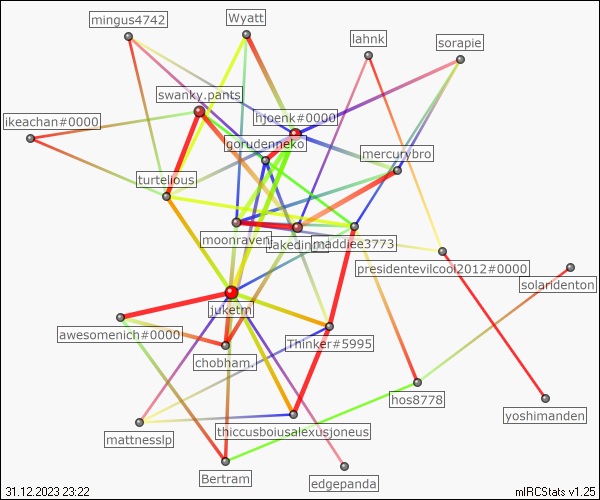 Wyatt
mingus4742
lahnk
sorapie
swanky.pants
hjoenk#0000
ikeachan#0000
gorudenneko
mercurybro
turtelious
moonraven
maddiee3773
presidentevilcool2012#0000
solaridenton
juketm
awesomenich#0000
Thinker#5995
chobham.
hos8778
yoshimanden
thiccusboiusalexusjoneus
mattnesslp
Bertram
edgepanda
31.12.2023 23:22
mIRCStats v1.25